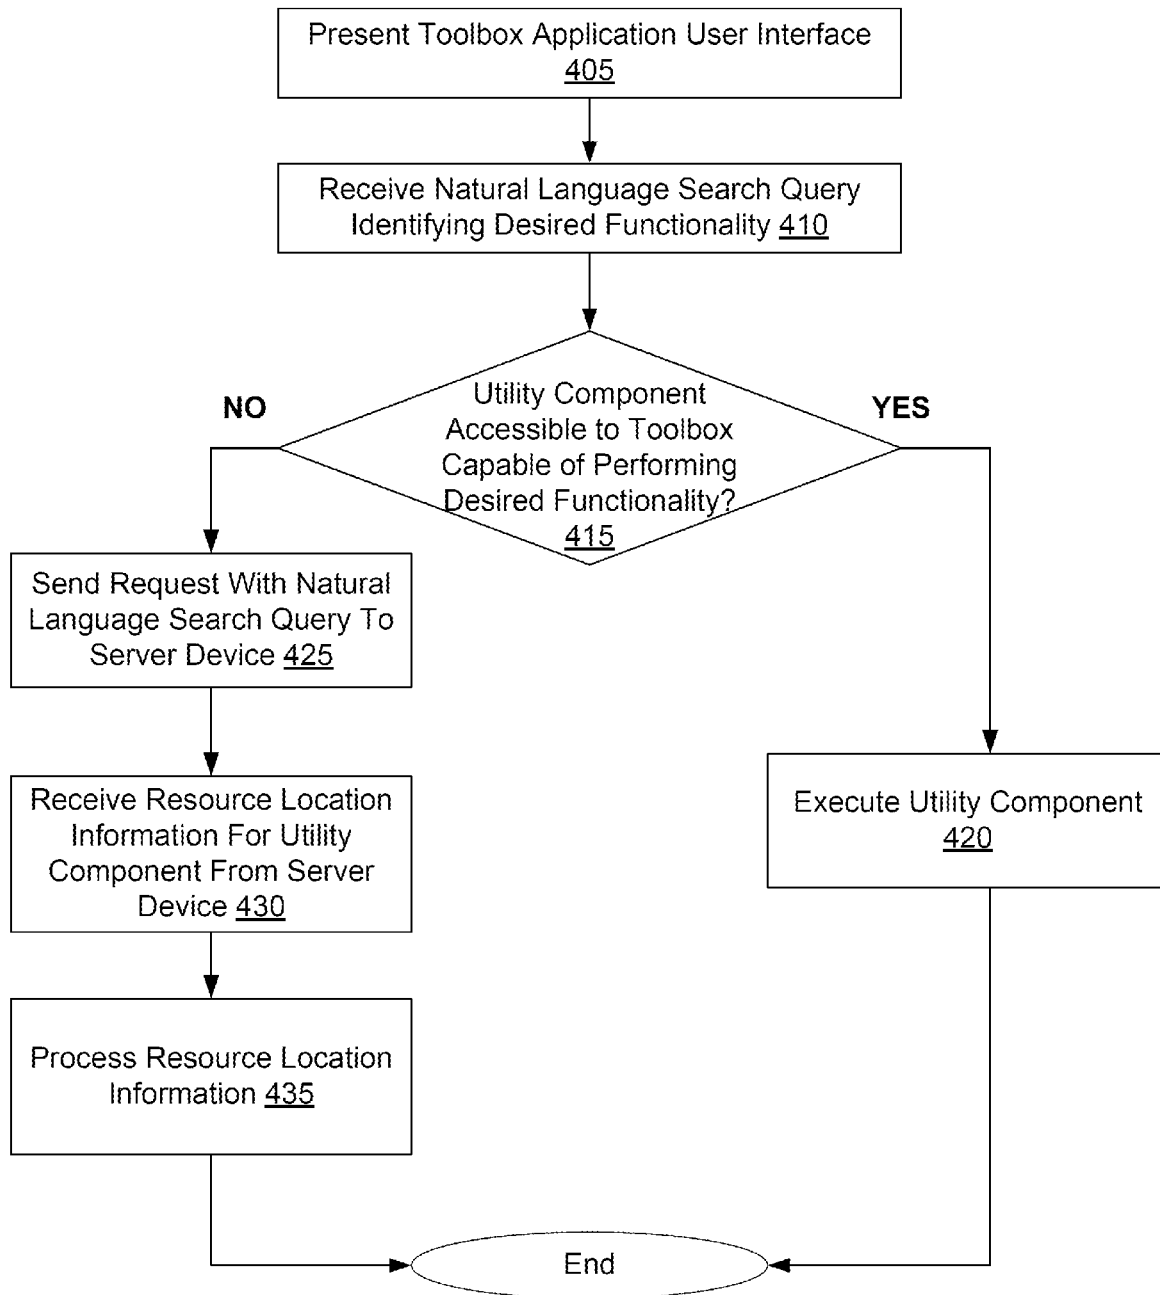 Present Toolbox Application User Interface
405
Receive Natural Language Search Query
Identifying Desired Functionality 410
NO
YES
Utility Component
Accessible to Toolbox
Capable of Performing
Desired Functionality?
415
Send Request With Natural
Language Search Query To
Server Device 425
Receive Resource Location
Information For Utility
Component From Server
Device 430
Execute Utility Component
420
Process Resource Location
Information 435
End